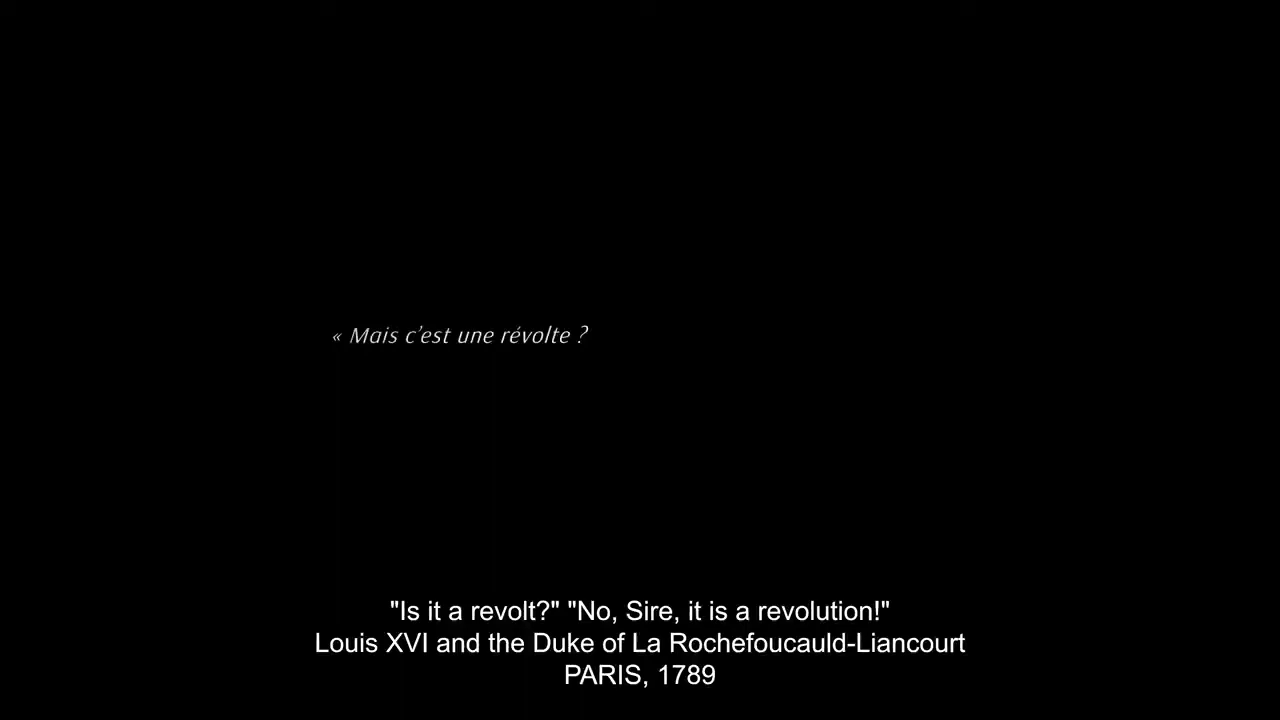 « Mais c’est une révolte ?
"Is it a revolt?" "No, Sire, it is a revolution!"
Louis XVI and the Duke of La Rochefoucauld-Liancourt
PARIS, 1789